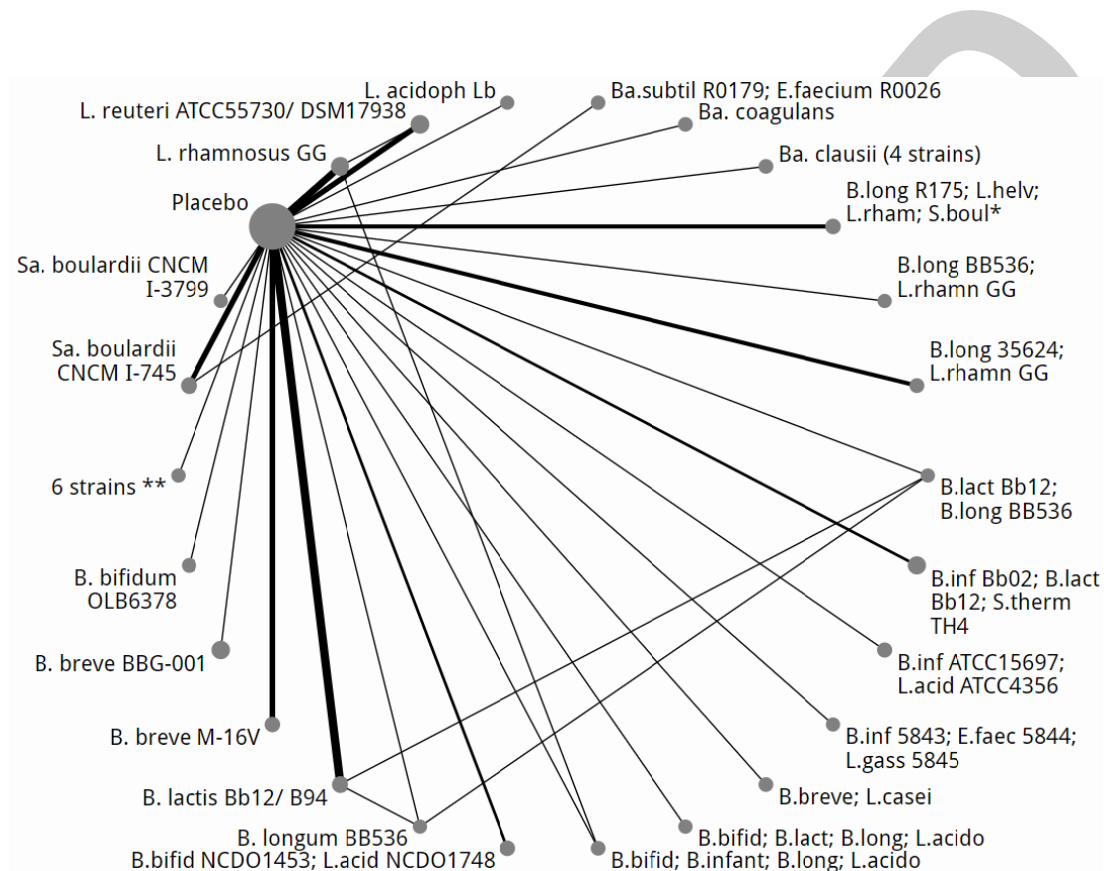 L. acidoph Lb
Ba.subtil R0179; E.faecium R0026
L. reuteri ATCC55730/ DSM17938
Ba. coagulans
L. rhamnosus GG
Ba. clausii (4 strains)
Placebo
B.long R175; L.helv;
L.rham; S.boul*
Sa. boulardii CNCM
I-3799
B.long BB536;
L.rhamn GG
Sa. boulardii
CNCM I-745
B.long 35624;
L.rhamn GG
6 strains **
B.lact Bb12;
B.long BB536
B. bifidum
OLB6378
B.inf Bb02; B.lact
Bb12; S.therm
TH4
B. breve BBG-001
B.inf ATCC15697;
L.acid ATCC4356
B. breve M-16V
B.inf 5843; E.faec 5844;
L.gass 5845
B. lactis Bb12/ B94
B.breve; L.casei
B. longum BB536
B.bifid; B.lact; B.long; L.acido
B.bifid NCDO1453; L.acid NCDO1748
B.bifid; B.infant; B.long; L.acido